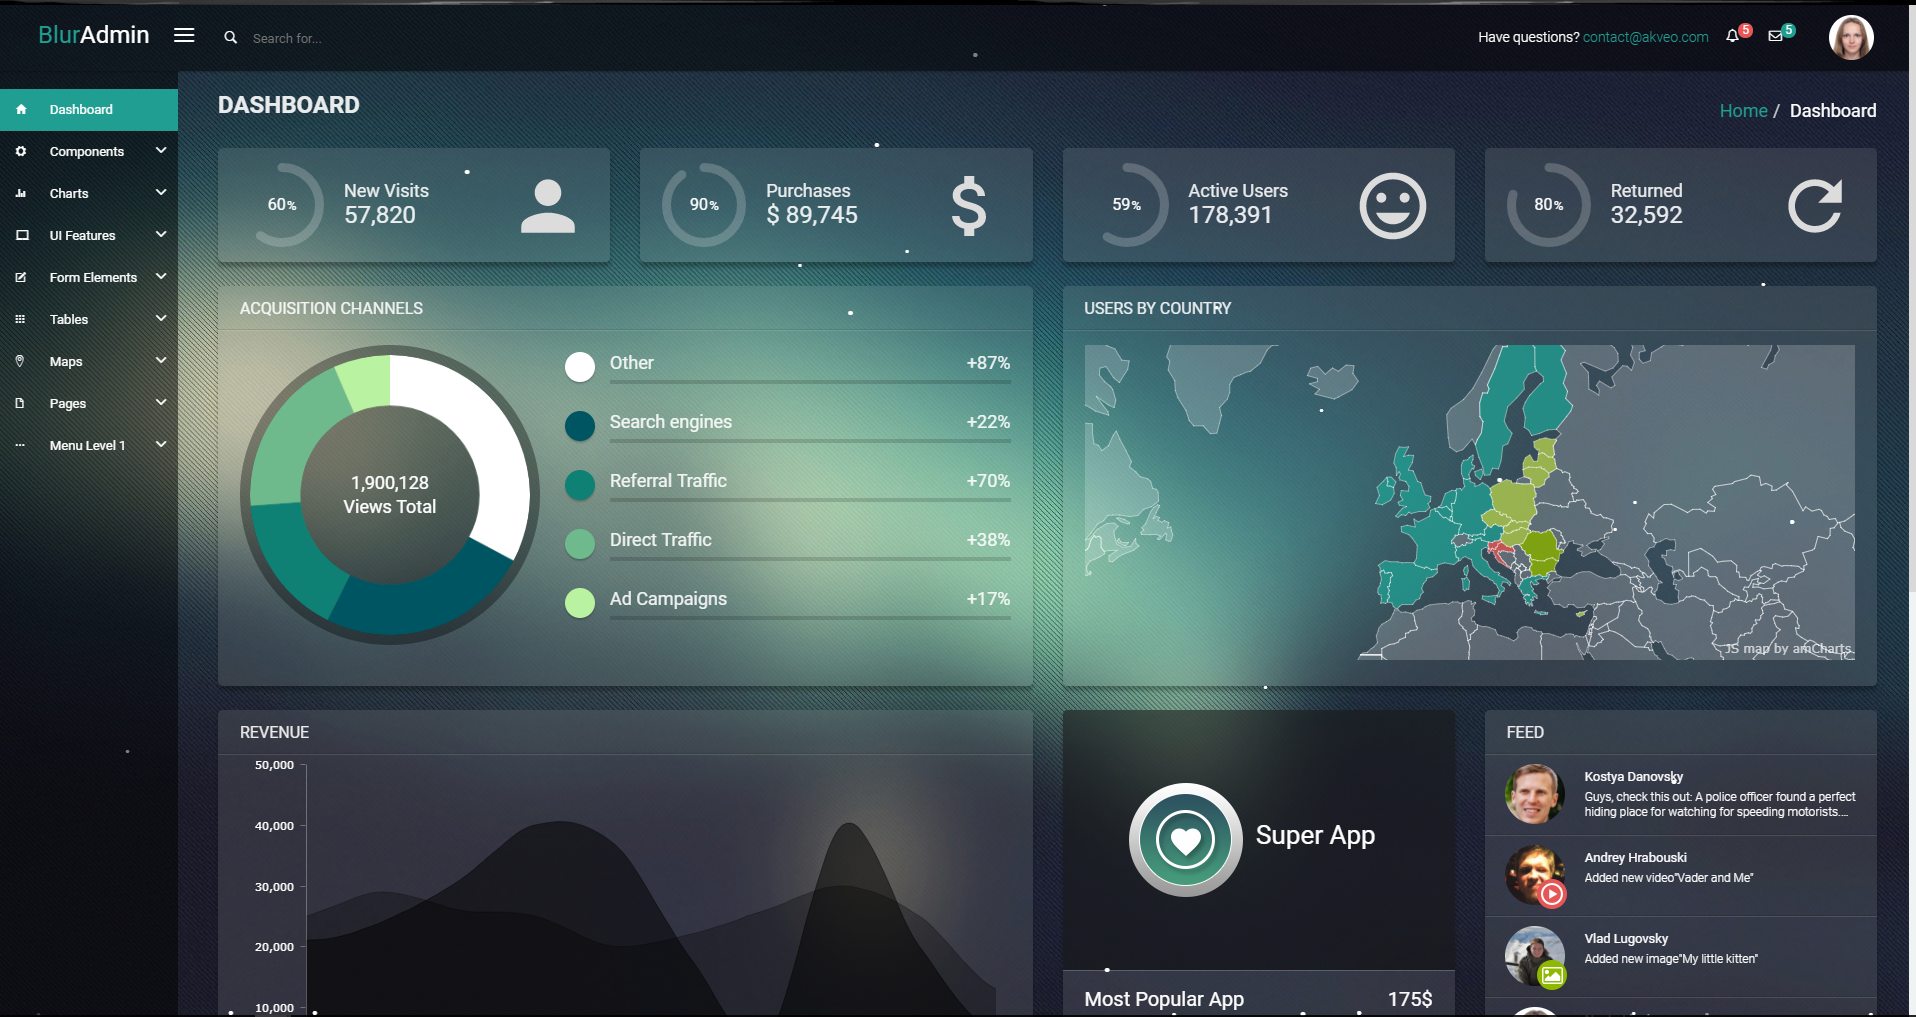 BlurAdmin
Search for...
Have questions? contact@akveo.com
5
5
Dashboard
Components
Charts
UI Features
Form Elements
Tables
Maps
Pages
Menu Level 1
DASHBOARD
Home / Dashboard
60%
New Visits
57,820
90%
Purchases
$ 89,745
59%
Active Users
178,391
80%
Returned
32,592
ACQUISITION CHANNELS
1,900,128
Views Total
Other +87%
Search engines +22%
Referral Traffic +70%
Direct Traffic +38%
Ad Campaigns +17%
USERS BY COUNTRY
JS map by amCharts
REVENUE
50,000
40,000
30,000
20,000
10,000
Super App
Most Popular App 175$
FEED
Kostya Danovsky
Guys, check this out: A police officer found a perfect
hiding place for watching for speeding motorists....
Andrey Hrabouski
Added new video"Vader and Me"
Vlad Lugovsky
Added new image"My little kitten"